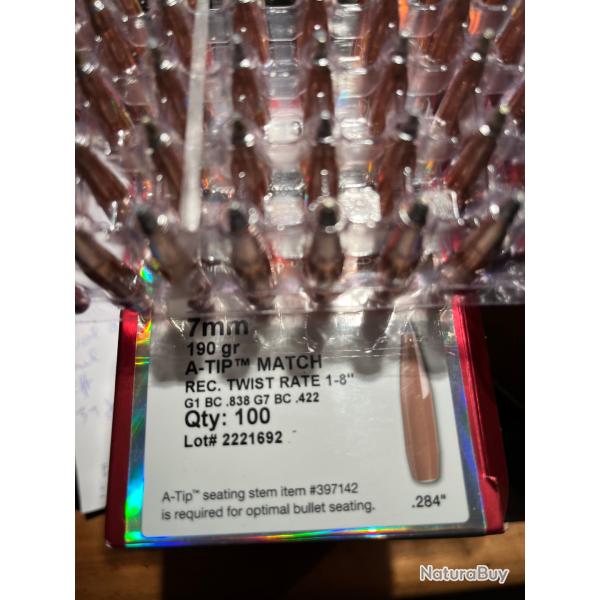 7mm
190 gr
A-TIP™ MATCH
REC. TWIST RATE 1-8"
G1 BC .838 G7 BC .422
Qty: 100
Lot# 2221692
A-Tip™ seating stem item #397142
is required for optimal bullet seating.
.284"
NaturaBuy